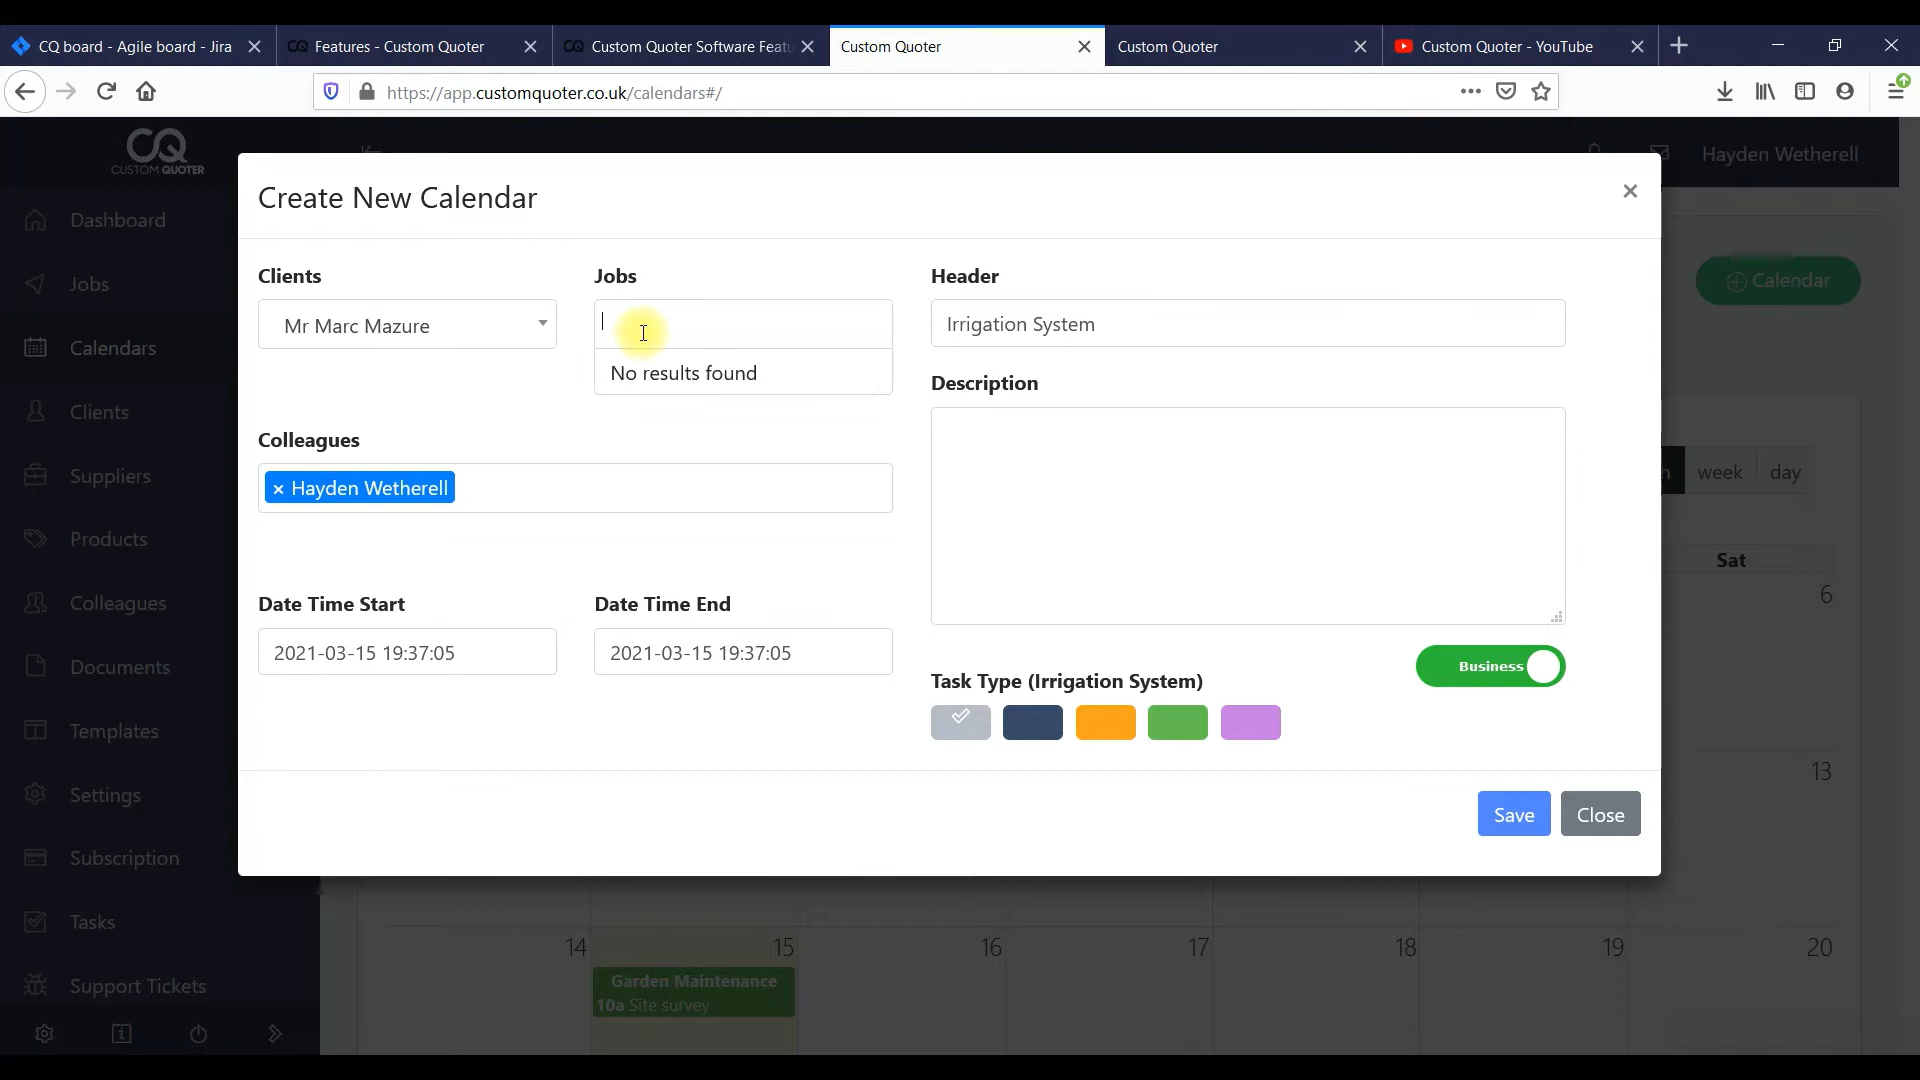 CQ board - Agile board - Jira
Features - Custom Quoter
Custom Quoter Software Featu
Custom Quoter
Custom Quoter
Custom Quoter - YouTube
https://app.customquoter.co.uk/calendars#/
CQ
CUSTOM QUOTER
Hayden Wetherell
Dashboard
Jobs
Calendars
Clients
Suppliers
Products
Colleagues
Documents
Templates
Settings
Subscription
Tasks
Support Tickets
Create New Calendar
Clients
Jobs
Header
Mr Marc Mazure
Irrigation System
No results found
Description
Colleagues
× Hayden Wetherell
Date Time Start
Date Time End
2021-03-15 19:37:05
2021-03-15 19:37:05
Business
Task Type (Irrigation System)
Save
Close
Calendar
h
week
day
Sat
6
13
14
15
16
17
18
19
20
Garden Maintenance
10a Site survey